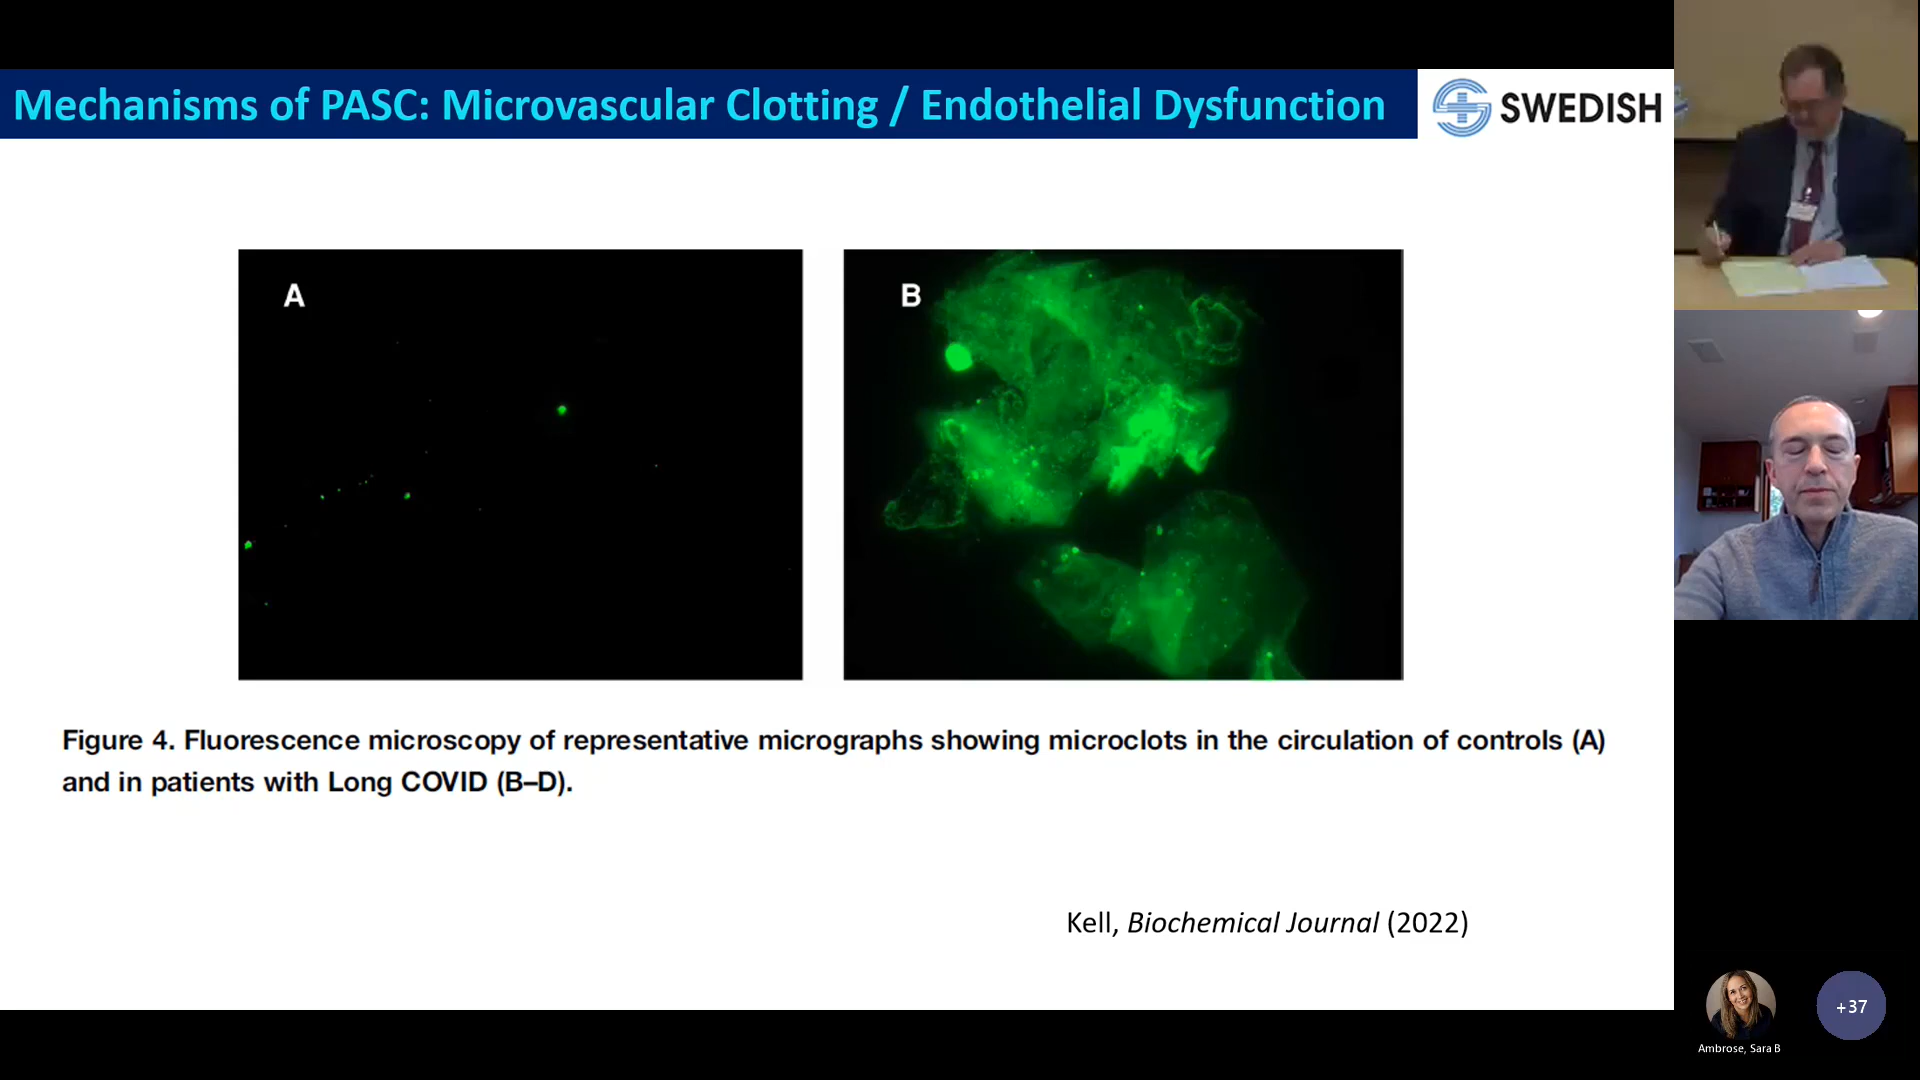 Mechanisms of PASC: Microvascular Clotting / Endothelial Dysfunction
SWEDISH
A
B
Figure 4. Fluorescence microscopy of representative micrographs showing microclots in the circulation of controls (A)
and in patients with Long COVID (B–D).
Kell, Biochemical Journal (2022)
+37
Ambrose, Sara B